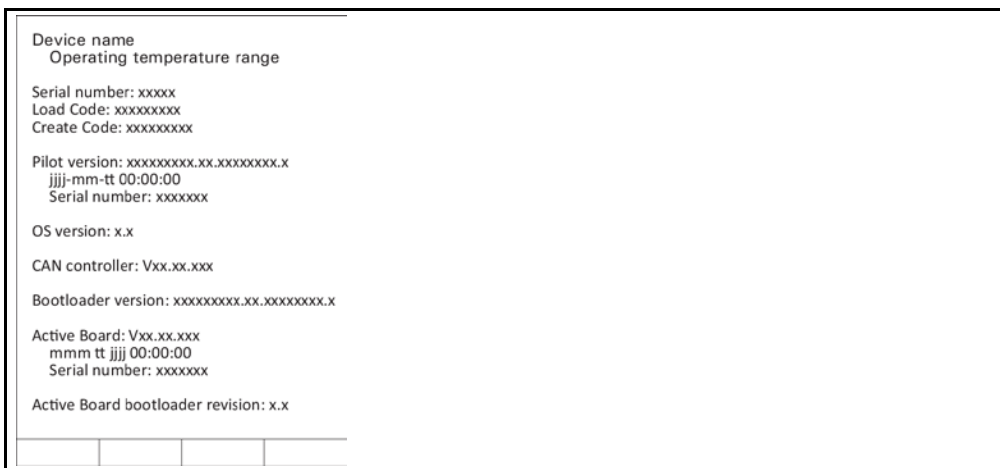 Device name
Operating temperature range
Serial number: xxxxx
Load Code: xxxxxxxxx
Create Code: xxxxxxxxx
Pilot version: xxxxxxxxx.xx.xxxxxxxx.x
jjjj-mm-tt 00:00:00
Serial number: xxxxxxx
OS version: x.x
CAN controller: Vxx.xx.xxx
Bootloader version: xxxxxxxxx.xx.xxxxxxxx.x
Active Board: Vxx.xx.xxx
mmm tt jjjj 00:00:00
Serial number: xxxxxxx
Active Board bootloader revision: x.x